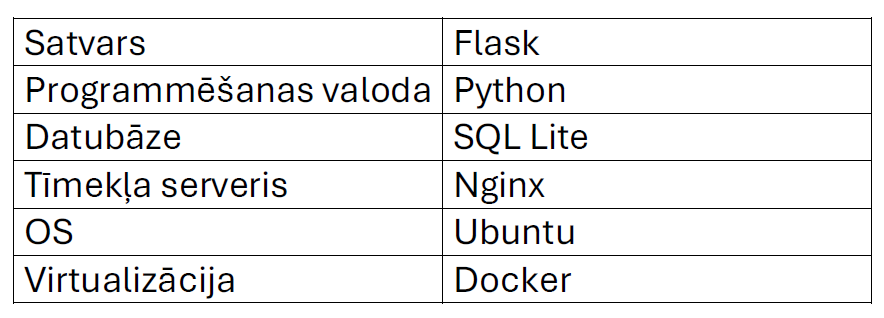 Satvars Flask
Programmēšanas valoda Python
Datubāze SQL Lite
Tīmekļa serveris Nginx
OS Ubuntu
Virtualizācija Docker